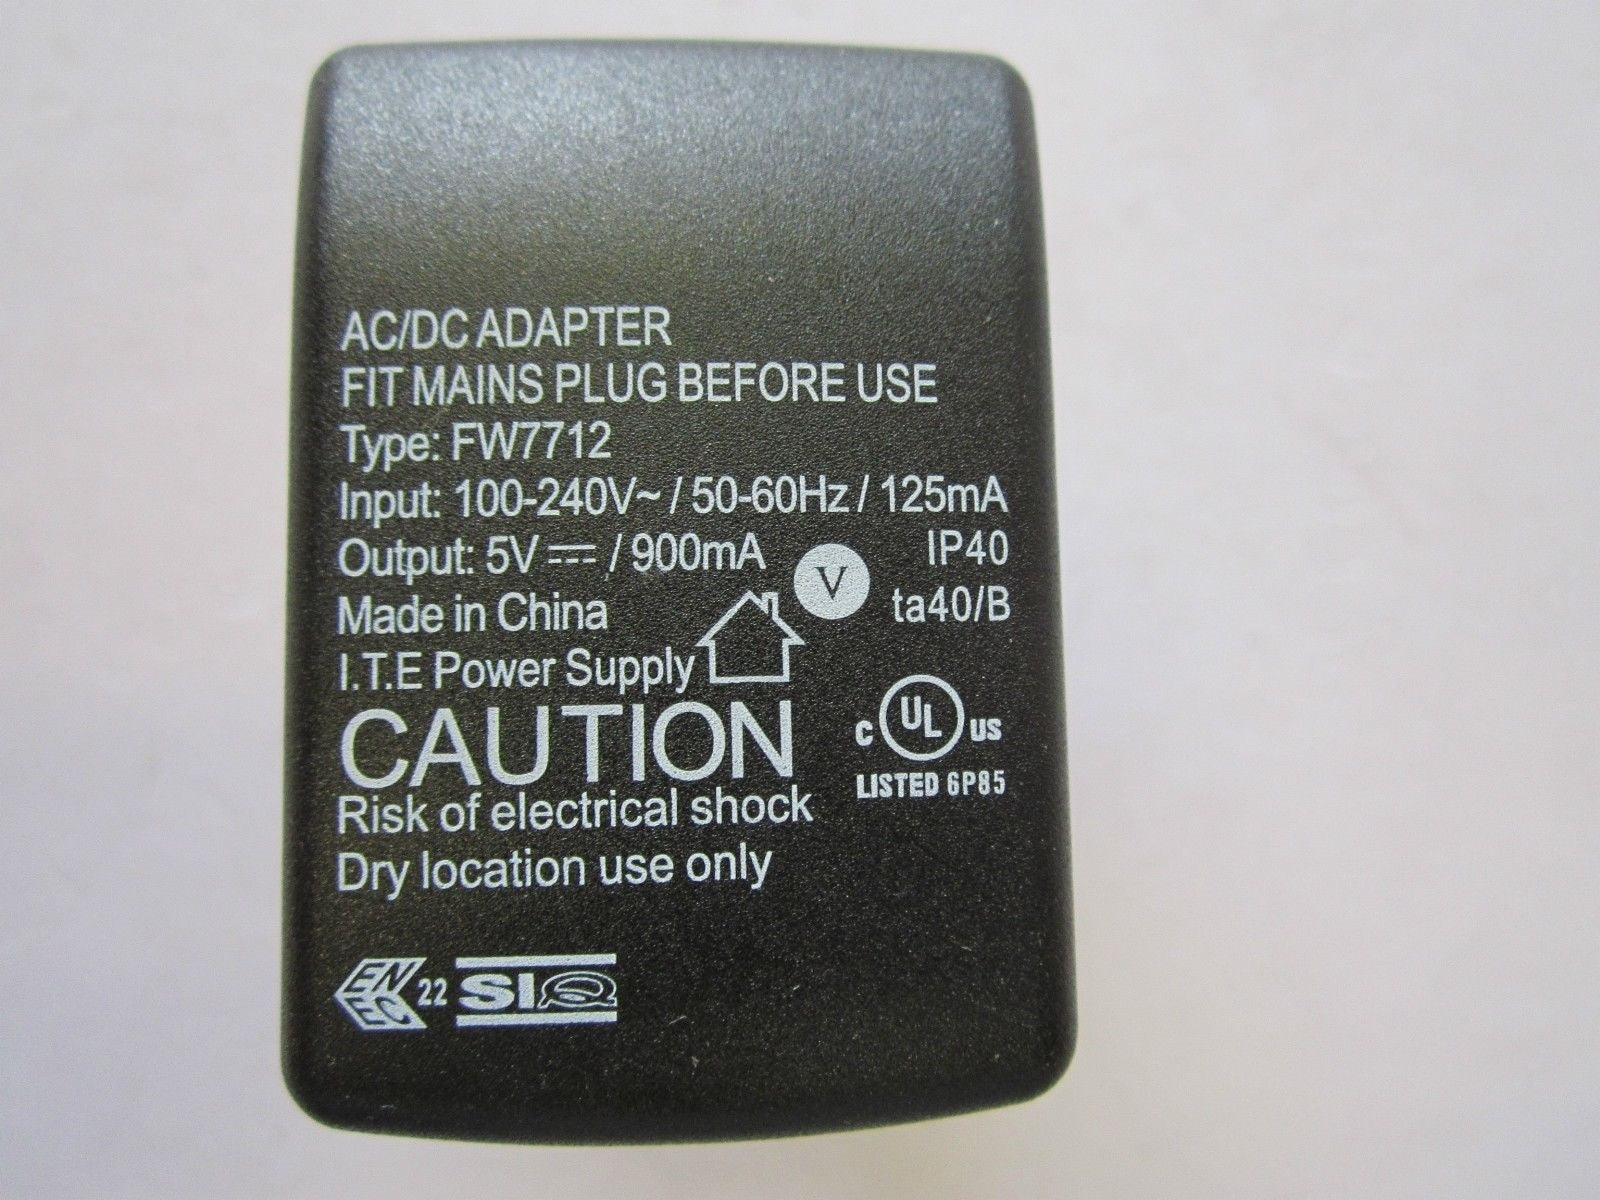 AC/DC ADAPTER
FIT MAINS PLUG BEFORE USE
Type: FW7712
Input: 100-240V~ / 50-60Hz / 125mA
Output: 5V ⎓ / 900mA
IP40
V
Made in China
ta40/B
I.T.E Power Supply
CAUTION
c UL us
LISTED 6P85
Risk of electrical shock
Dry location use only
EN
EC
22
SIQ